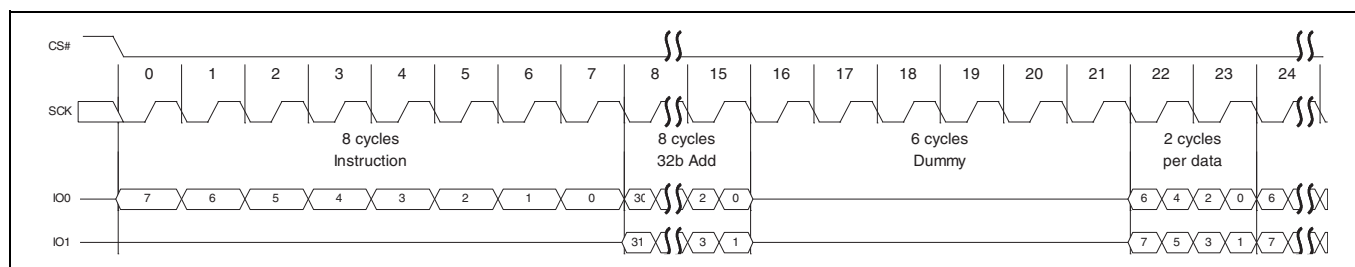 CS#
0 1 2 3 4 5 6 7 8 15 16 17 18 19 20 21 22 23 24
SCK
8 cycles 8 cycles 6 cycles 2 cycles
Instruction 32b Add Dummy per data
IO0 7 6 5 4 3 2 1 0 30 2 0 6 4 2 0 6
IO1 31 3 1 7 5 3 1 7